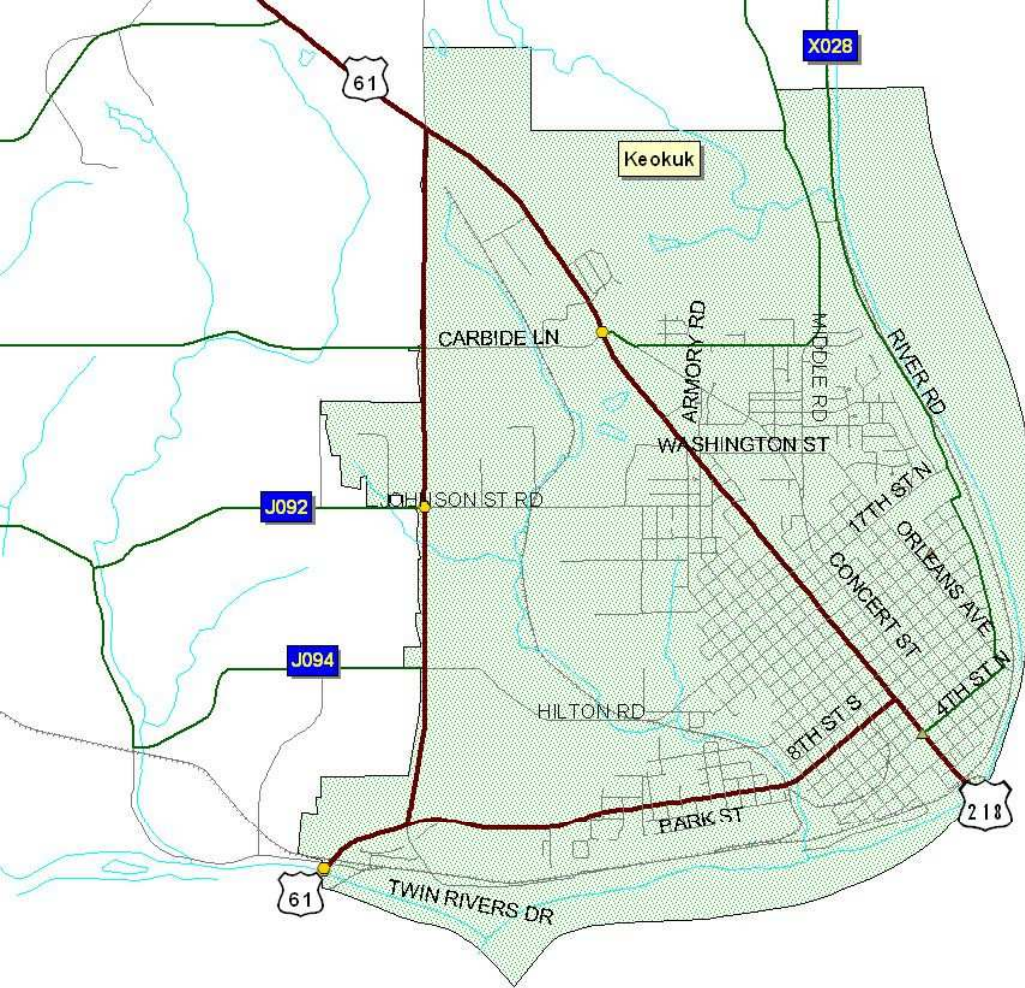 X028
61
Keokuk
CARBIDE LN
ARMORY RD
MIDDLE RD
RIVER RD
WASHINGTON ST
J092
JOHNSON ST RD
17TH ST N
ORLEANS AVE
CONCERT ST
J094
HILTON RD
8TH ST S
4TH ST N
218
PARK ST
61
TWIN RIVERS DR